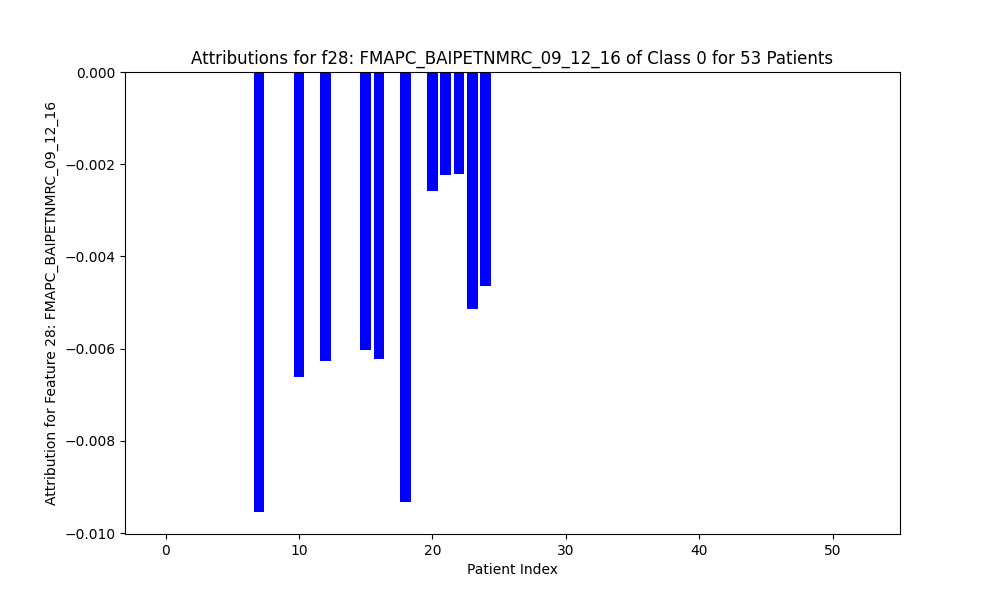 Attributions for f28: FMAPC_BAIPETNMRC_09_12_16 of Class 0 for 53 Patients
Attribution for Feature 28: FMAPC_BAIPETNMRC_09_12_16
0.000
−0.002
−0.004
−0.006
−0.008
−0.010
0 10 20 30 40 50
Patient Index